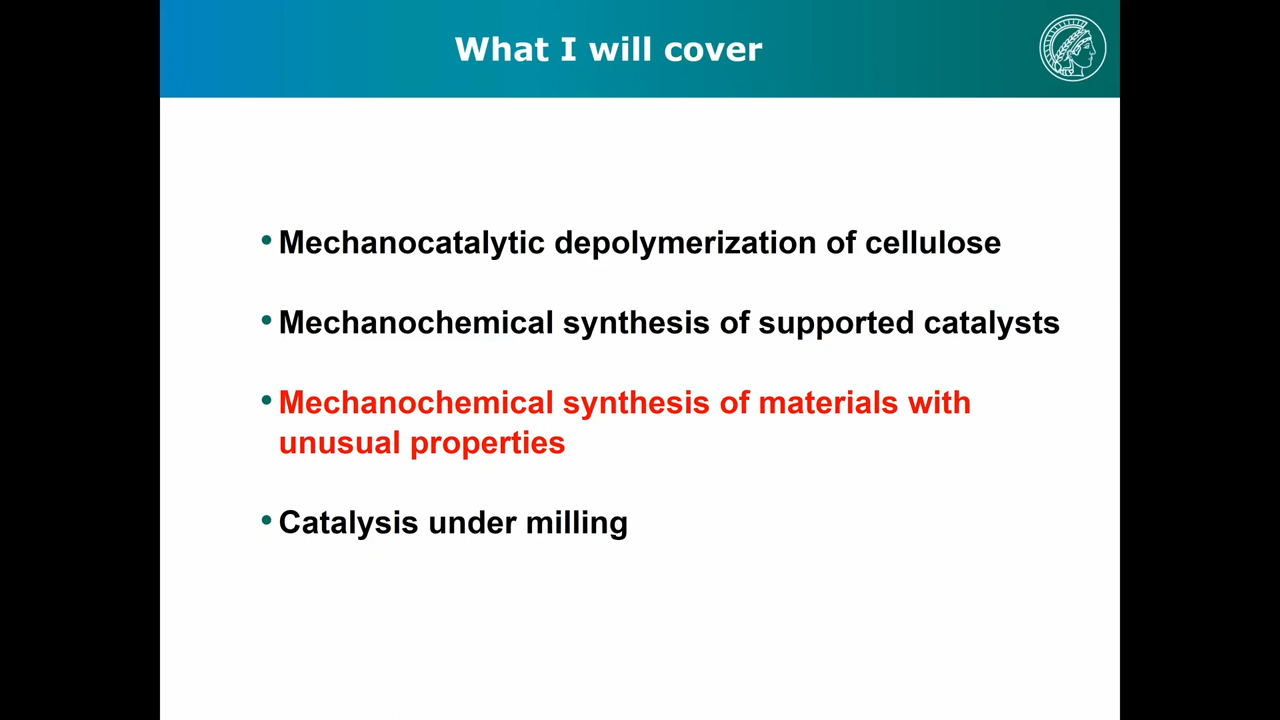 What I will cover
• Mechanocatalytic depolymerization of cellulose
• Mechanochemical synthesis of supported catalysts
• Mechanochemical synthesis of materials with
unusual properties
• Catalysis under milling